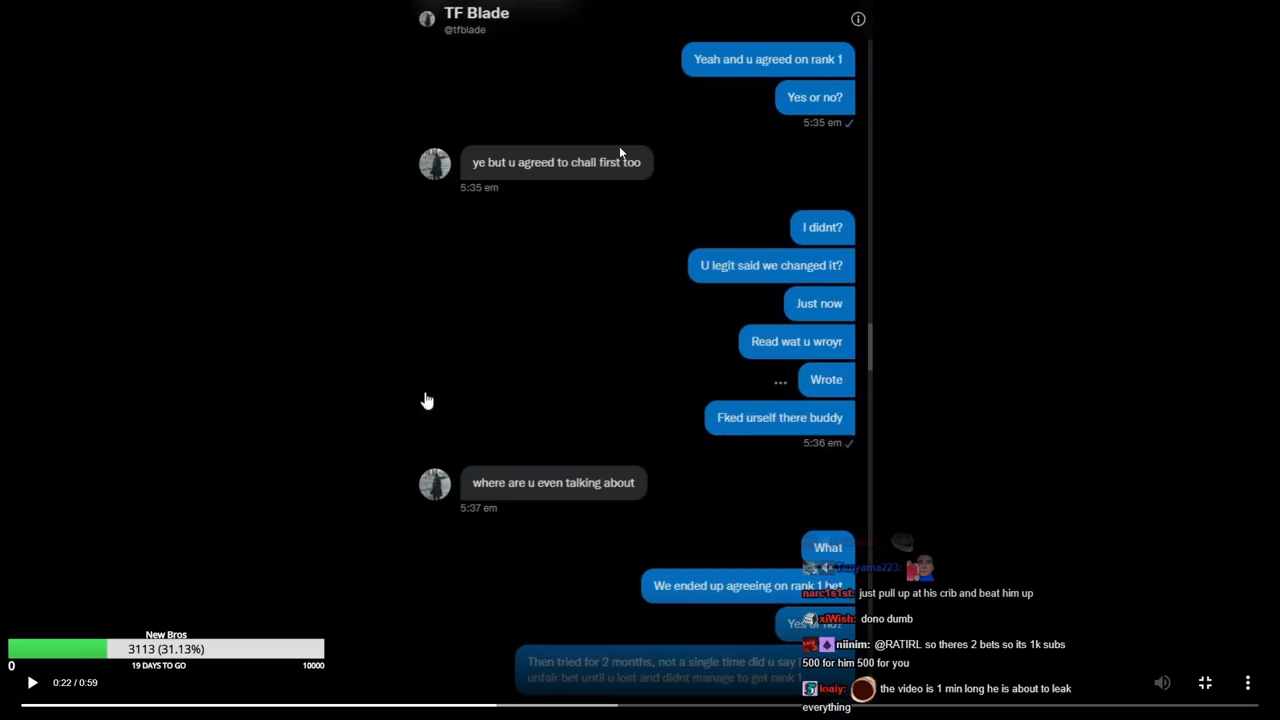 TF Blade
@tfblade
Yeah and u agreed on rank 1
Yes or no?
5:35 em
ye but u agreed to chall first too
5:35 em
I didnt?
U legit said we changed it?
Just now
Read wat u wroyr
Wrote
Fked urself there buddy
5:36 em
where are u even talking about
5:37 em
What
We ended up agreeing on rank 1 bet
narc1s1st: just pull up at his crib and beat him up
Yes or no?
xiWish: dono dumb
New Bros
3113 (31.13%)
0
19 DAYS TO GO
10000
niinim: @RATIRL so theres 2 bets so its 1k subs
500 for him 500 for you
Then tried for 2 months, not a single time did u say
unfair bet until u lost and didnt manage to get rank 1
0:22 / 0:59
loaiy: the video is 1 min long he is about to leak
everything